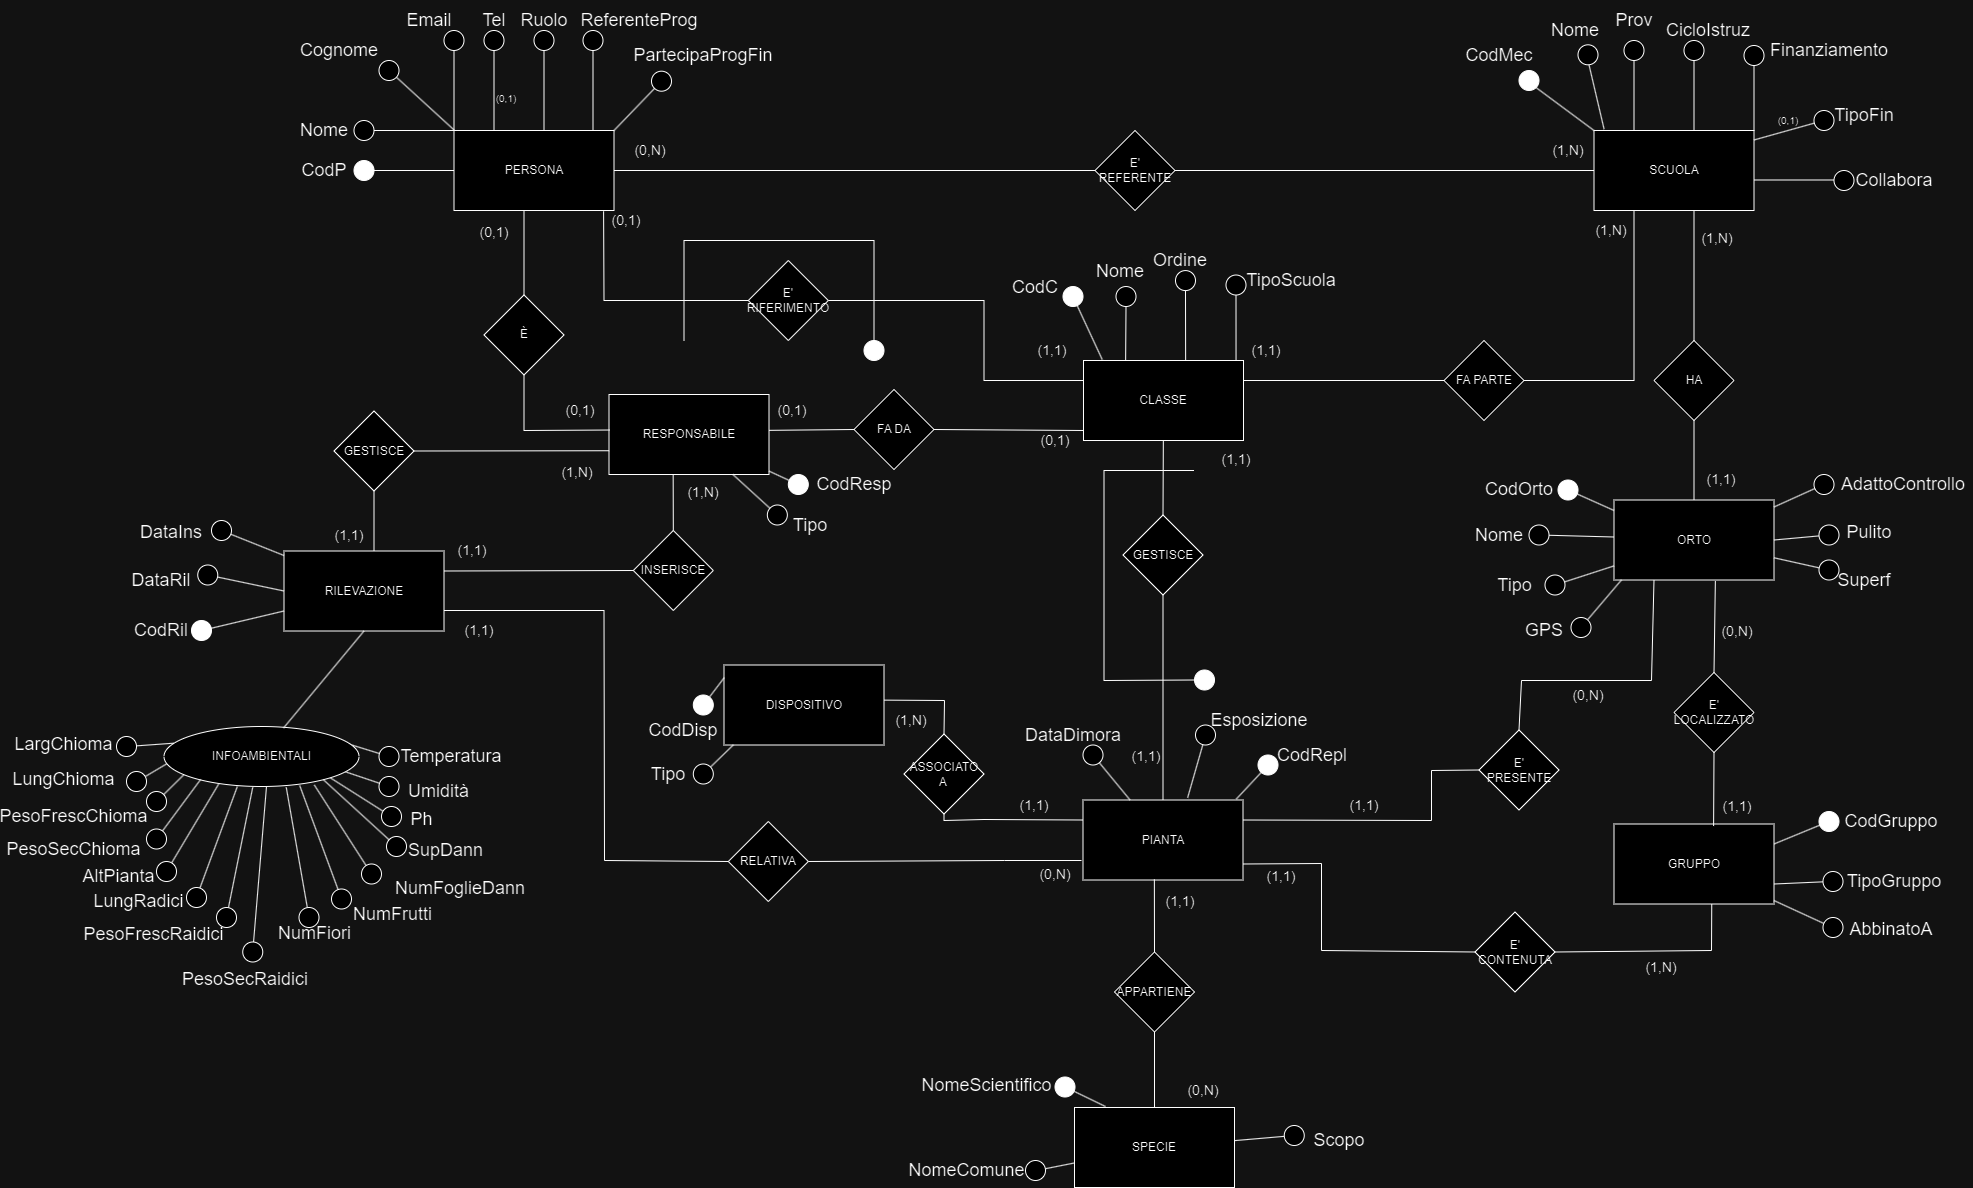 Email
Tel
Ruolo
ReferenteProg
Cognome
PartecipaProgFin
(0,1)
Nome
CodP
PERSONA
(0,N)
(0,1)
(0,1)
E'
REFERENTE
Nome
Prov
CicloIstruz
CodMec
Finanziamento
TipoFin
(0,1)
(1,N)
SCUOLA
Collabora
(1,N)
(1,N)
È
E'
RIFERIMENTO
CodC
Nome
Ordine
TipoScuola
(1,1)
(1,1)
CLASSE
(0,1)
(1,1)
FA PARTE
HA
(0,1)
RESPONSABILE
(0,1)
FA DA
GESTISCE
(1,N)
(1,N)
CodResp
Tipo
DataIns
(1,1)
(1,1)
DataRil
RILEVAZIONE
INSERISCE
CodRil
(1,1)
GESTISCE
(1,1)
CodOrto
AdattoControllo
Nome
ORTO
Pulito
Tipo
Superf
GPS
(0,N)
(0,N)
E'
LOCALIZZATO
DISPOSITIVO
CodDisp
Tipo
(1,N)
ASSOCIATO
A
LargChioma
INFOAMBIENTALI
Temperatura
LungChioma
Umidità
PesoFrescChioma
Ph
PesoSecChioma
SupDann
AltPianta
NumFoglieDann
LungRadici
NumFrutti
PesoFrescRaidici
NumFiori
PesoSecRaidici
DataDimora
Esposizione
CodRepl
(1,1)
E'
PRESENTE
(1,1)
(1,1)
(1,1)
PIANTA
RELATIVA
(0,N)
(1,1)
(1,1)
CodGruppo
GRUPPO
TipoGruppo
AbbinatoA
(1,1)
E'
CONTENUTA
(1,N)
APPARTIENE
NomeScientifico
(0,N)
SPECIE
Scopo
NomeComune